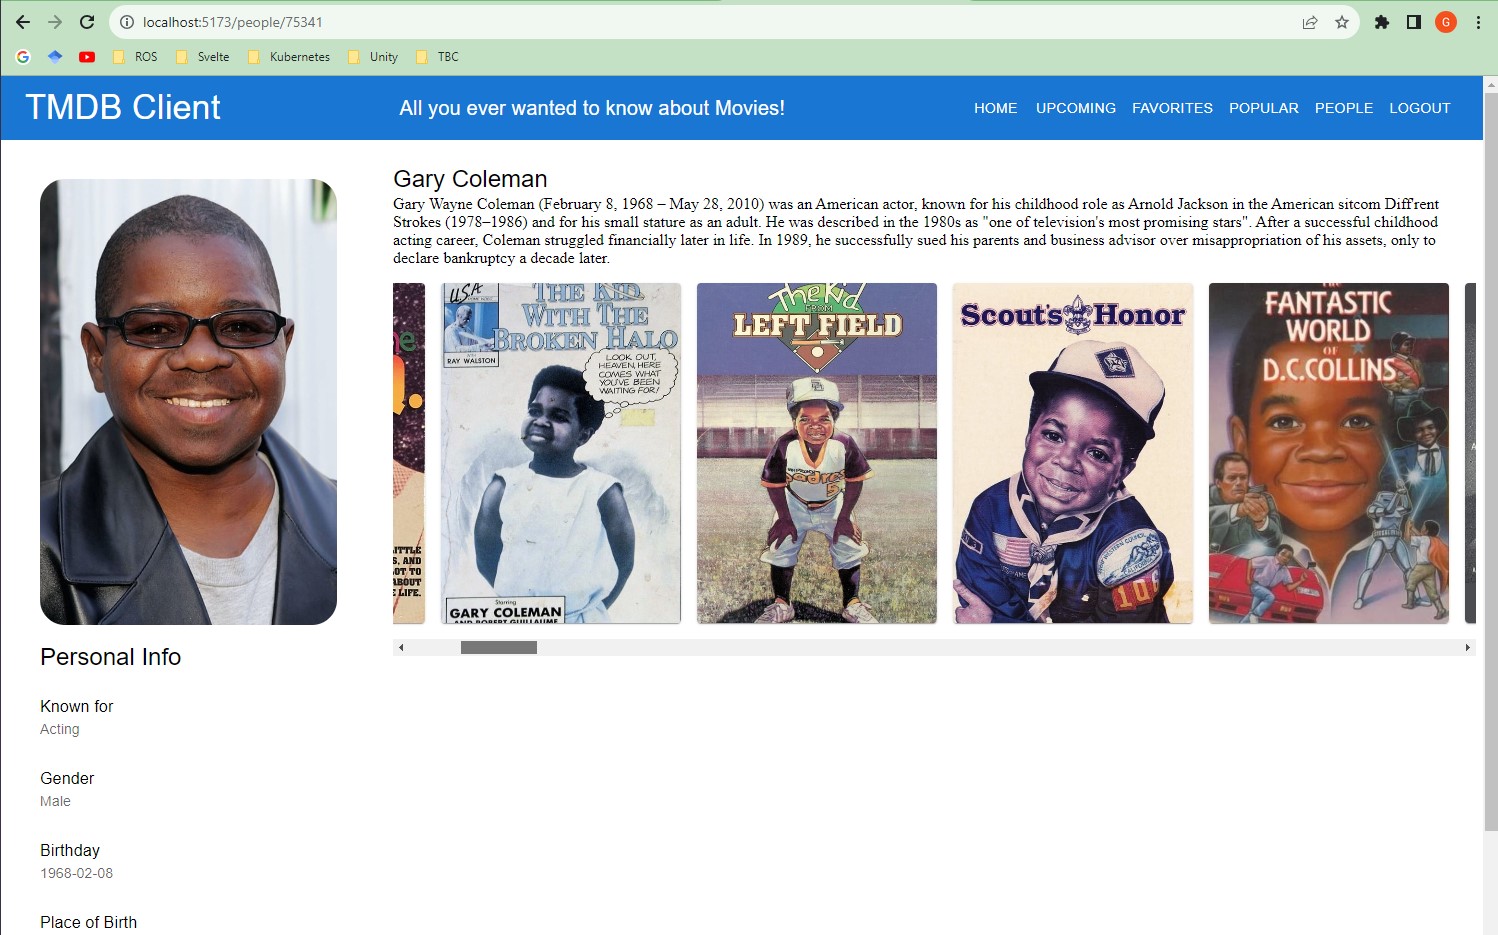 localhost:5173/people/75341
G
ROS
Svelte
Kubernetes
Unity
TBC
TMDB Client
All you ever wanted to know about Movies!
HOME
UPCOMING
FAVORITES
POPULAR
PEOPLE
LOGOUT
Gary Coleman
Gary Wayne Coleman (February 8, 1968 – May 28, 2010) was an American actor, known for his childhood role as Arnold Jackson in the American sitcom Diff'rent
Strokes (1978–1986) and for his small stature as an adult. He was described in the 1980s as "one of television's most promising stars". After a successful childhood
acting career, Coleman struggled financially later in life. In 1989, he successfully sued his parents and business advisor over misappropriation of his assets, only to
declare bankruptcy a decade later.
LIFE.
USA
RAY WALSTON
THE KID
WITH THE
BROKEN HALO
LOOK OUT,
HEAVEN, HERE
COMES WHAT
YOU'VE BEEN
WAITING FOR!
Starring
GARY COLEMAN
AND ROBERT GUILLAUME
The Kid
FROM
LEFT FIELD
Padres
5
Scout's Honor
106
THE
FANTASTIC
WORLD
OF
D.C.COLLINS
Personal Info
Known for
Acting
Gender
Male
Birthday
1968-02-08
Place of Birth